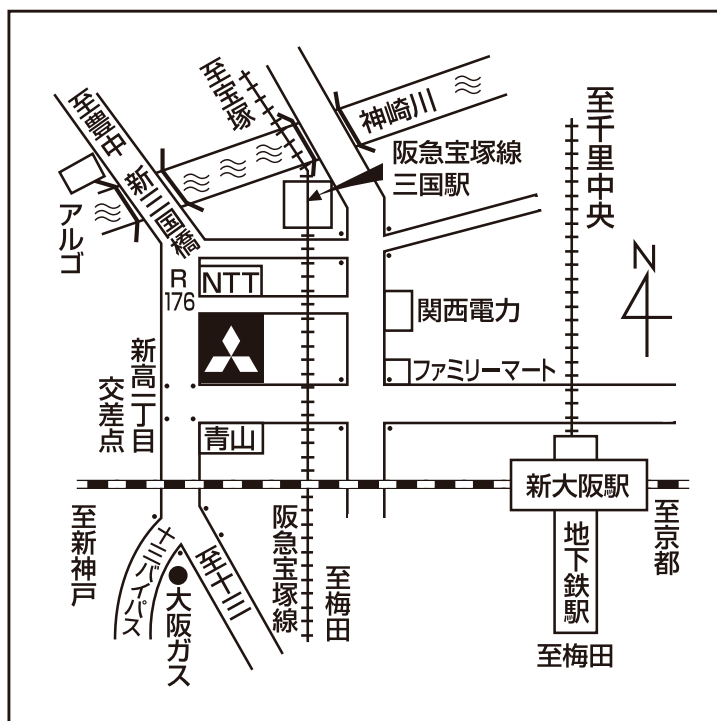 至宝塚
神崎川
至豊中
新三国橋
アルゴ
阪急宝塚線
三国駅
至千里中央
N
R
176
NTT
関西電力
ファミリーマート
新高一丁目
交差点
青山
新大阪駅
至新神戸
十三バイパス
大阪ガス
至十三
阪急宝塚線
至梅田
地下鉄駅
至京都
至梅田